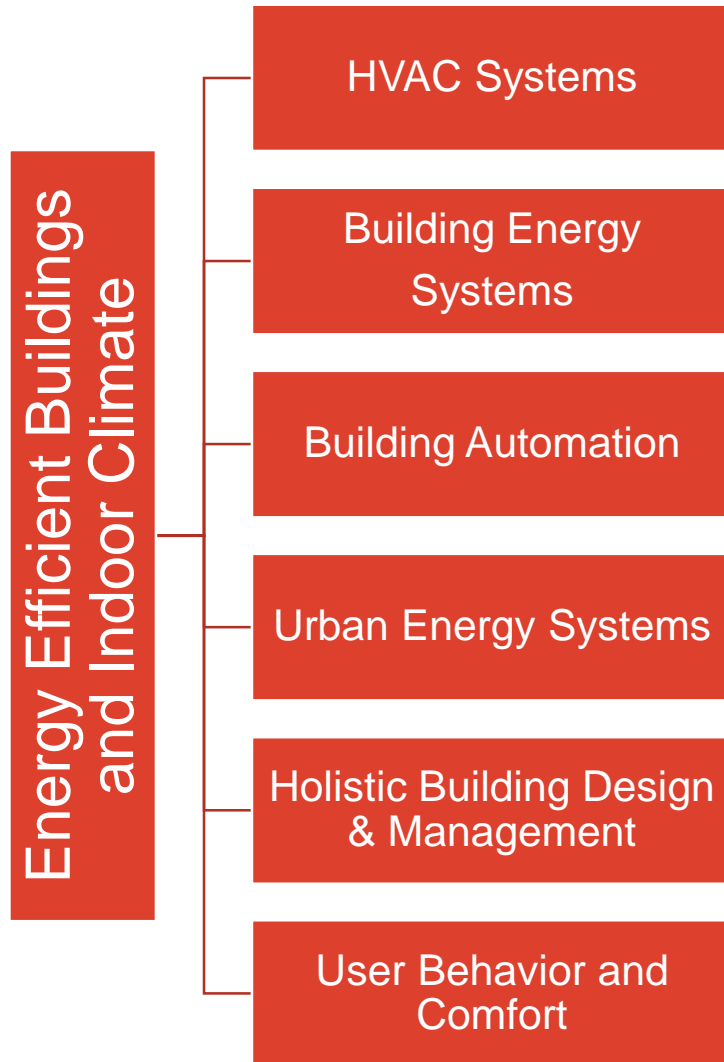 Energy Efficient Buildings
and Indoor Climate
HVAC Systems
Building Energy
Systems
Building Automation
Urban Energy Systems
Holistic Building Design
& Management
User Behavior and
Comfort